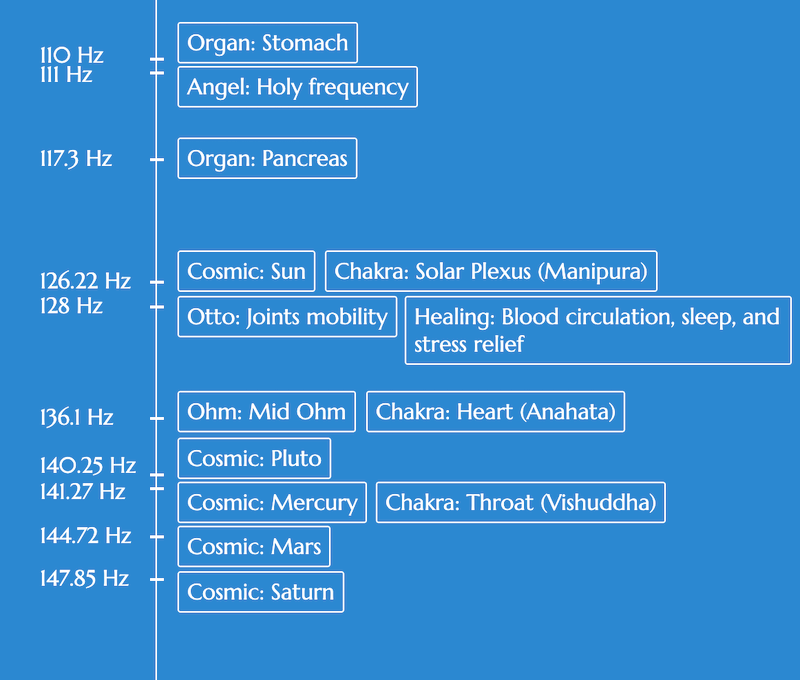 110 Hz
Organ: Stomach
111 Hz
Angel: Holy frequency
117.3 Hz
Organ: Pancreas
126.22 Hz
Cosmic: Sun
Chakra: Solar Plexus (Manipura)
128 Hz
Otto: Joints mobility
Healing: Blood circulation, sleep, and
stress relief
136.1 Hz
Ohm: Mid Ohm
Chakra: Heart (Anahata)
140.25 Hz
Cosmic: Pluto
141.27 Hz
Cosmic: Mercury
Chakra: Throat (Vishuddha)
144.72 Hz
Cosmic: Mars
147.85 Hz
Cosmic: Saturn